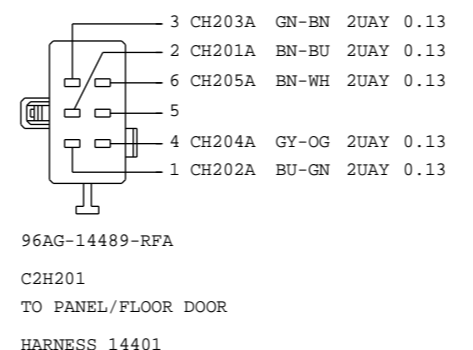 3 CH203A GN-BN 2UAY 0.13
2 CH201A BN-BU 2UAY 0.13
6 CH205A BN-WH 2UAY 0.13
5
4 CH204A GY-OG 2UAY 0.13
1 CH202A BU-GN 2UAY 0.13
96AG-14489-RFA
C2H201
TO PANEL/FLOOR DOOR
HARNESS 14401